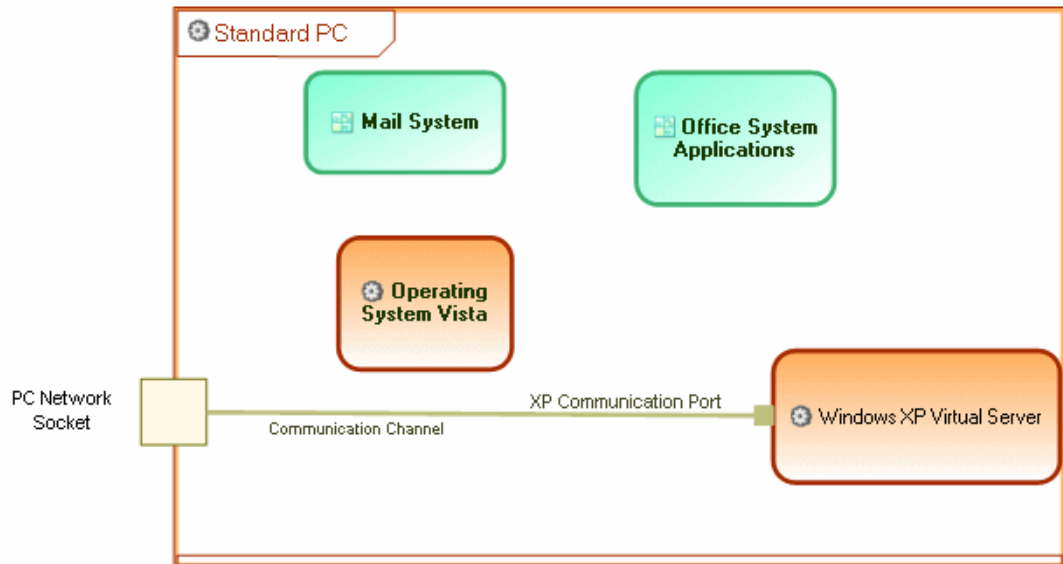 Standard PC
Mail System
Office System
Applications
Operating
System Vista
PC Network
Socket
XP Communication Port
Communication Channel
Windows XP Virtual Server